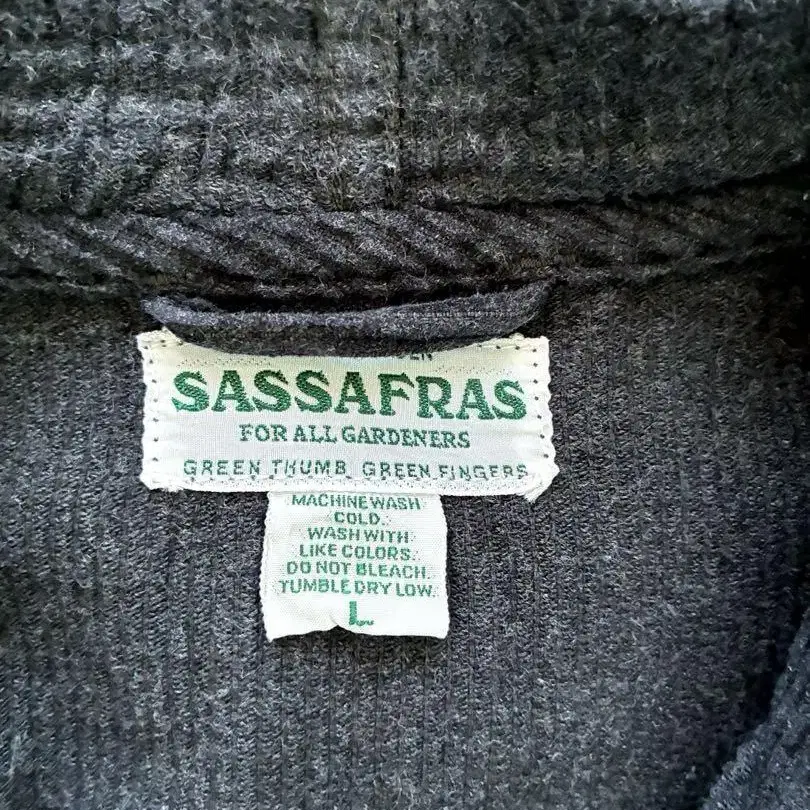 SASSAFRAS
FOR ALL GARDENERS
GREEN THUMB GREEN FINGERS
MACHINE WASH
COLD.
WASH WITH
LIKE COLORS.
DO NOT BLEACH.
TUMBLE DRY LOW.
L